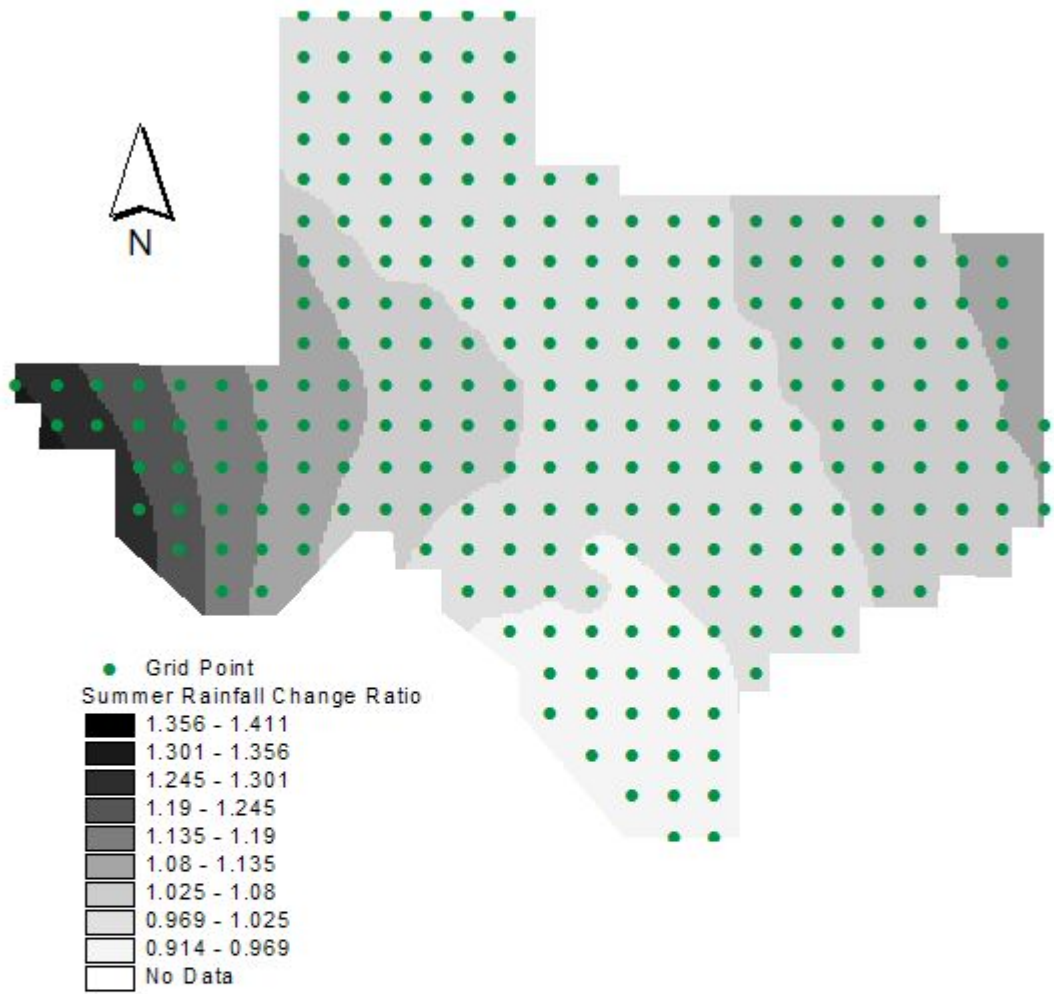 N
Grid Point
Summer Rainfall Change Ratio
1.356 - 1.411
1.301 - 1.356
1.245 - 1.301
1.19 - 1.245
1.135 - 1.19
1.08 - 1.135
1.025 - 1.08
0.969 - 1.025
0.914 - 0.969
No Data